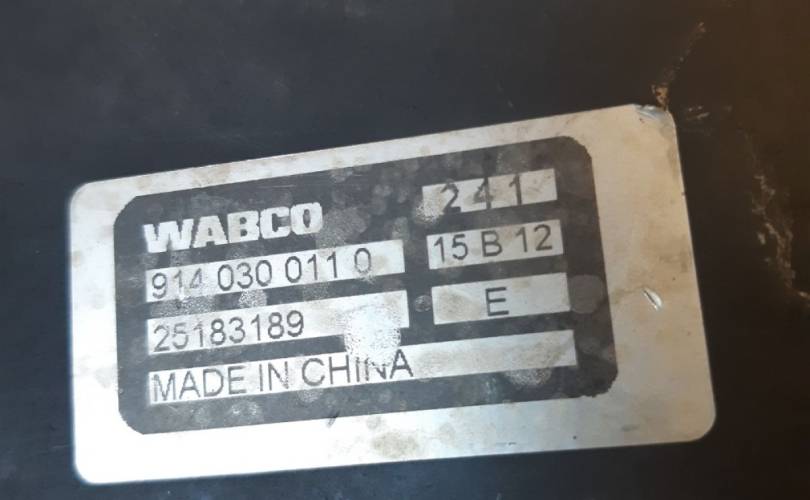 WABCO 241
914 030 011 0 15 B 12
25183189 E
MADE IN CHINA